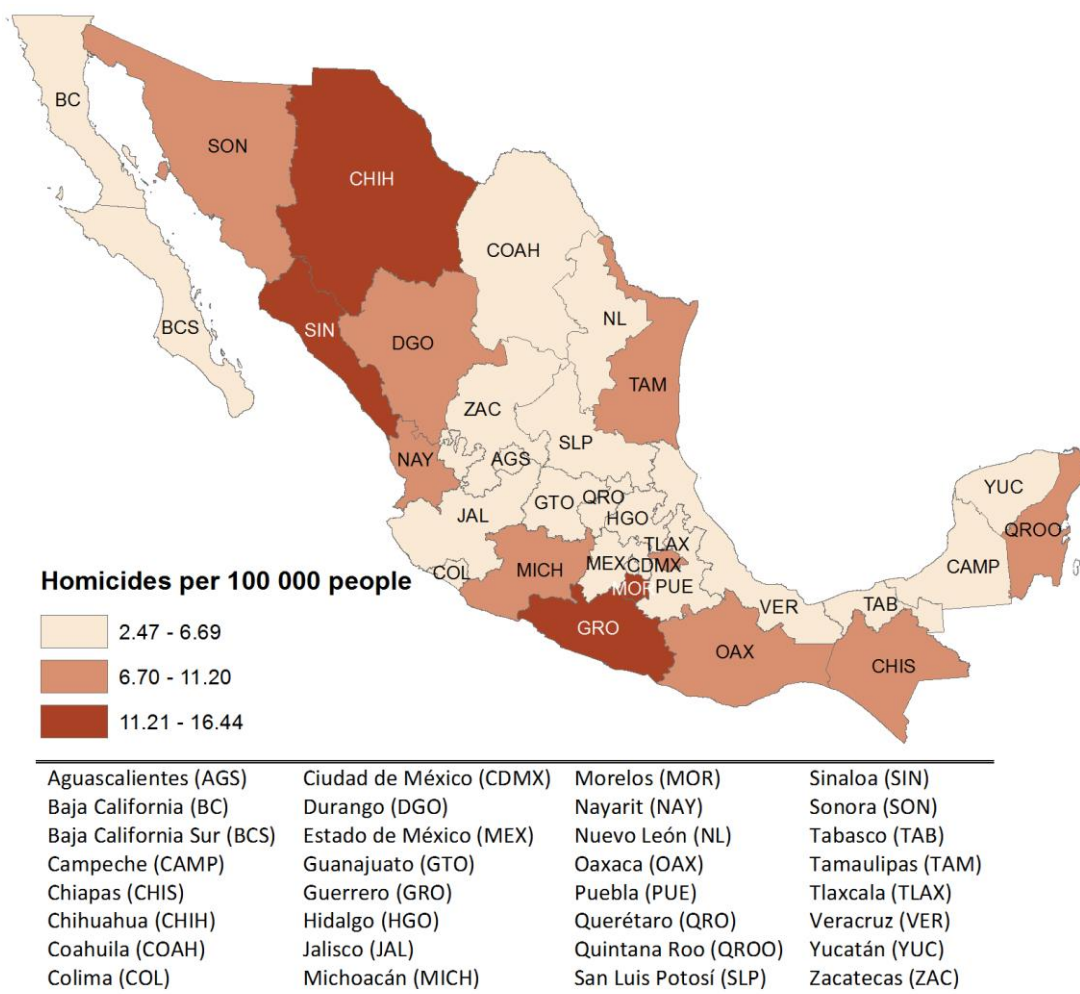 BC
SON
CHIH
COAH
BCS
SIN
DGO
NL
TAM
ZAC
SLP
NAY
AGS
GTO
QRO
HGO
JAL
YUC
QROO
CAMP
TLAX
MEX
CDMX
COL
MICH
MOR
PUE
VER
TAB
GRO
OAX
CHIS
Homicides per 100 000 people
2.47 - 6.69
6.70 - 11.20
11.21 - 16.44
Aguascalientes (AGS)
Baja California (BC)
Baja California Sur (BCS)
Campeche (CAMP)
Chiapas (CHIS)
Chihuahua (CHIH)
Coahuila (COAH)
Colima (COL)
Ciudad de México (CDMX)
Durango (DGO)
Estado de México (MEX)
Guanajuato (GTO)
Guerrero (GRO)
Hidalgo (HGO)
Jalisco (JAL)
Michoacán (MICH)
Morelos (MOR)
Nayarit (NAY)
Nuevo León (NL)
Oaxaca (OAX)
Puebla (PUE)
Querétaro (QRO)
Quintana Roo (QROO)
San Luis Potosí (SLP)
Sinaloa (SIN)
Sonora (SON)
Tabasco (TAB)
Tamaulipas (TAM)
Tlaxcala (TLAX)
Veracruz (VER)
Yucatán (YUC)
Zacatecas (ZAC)